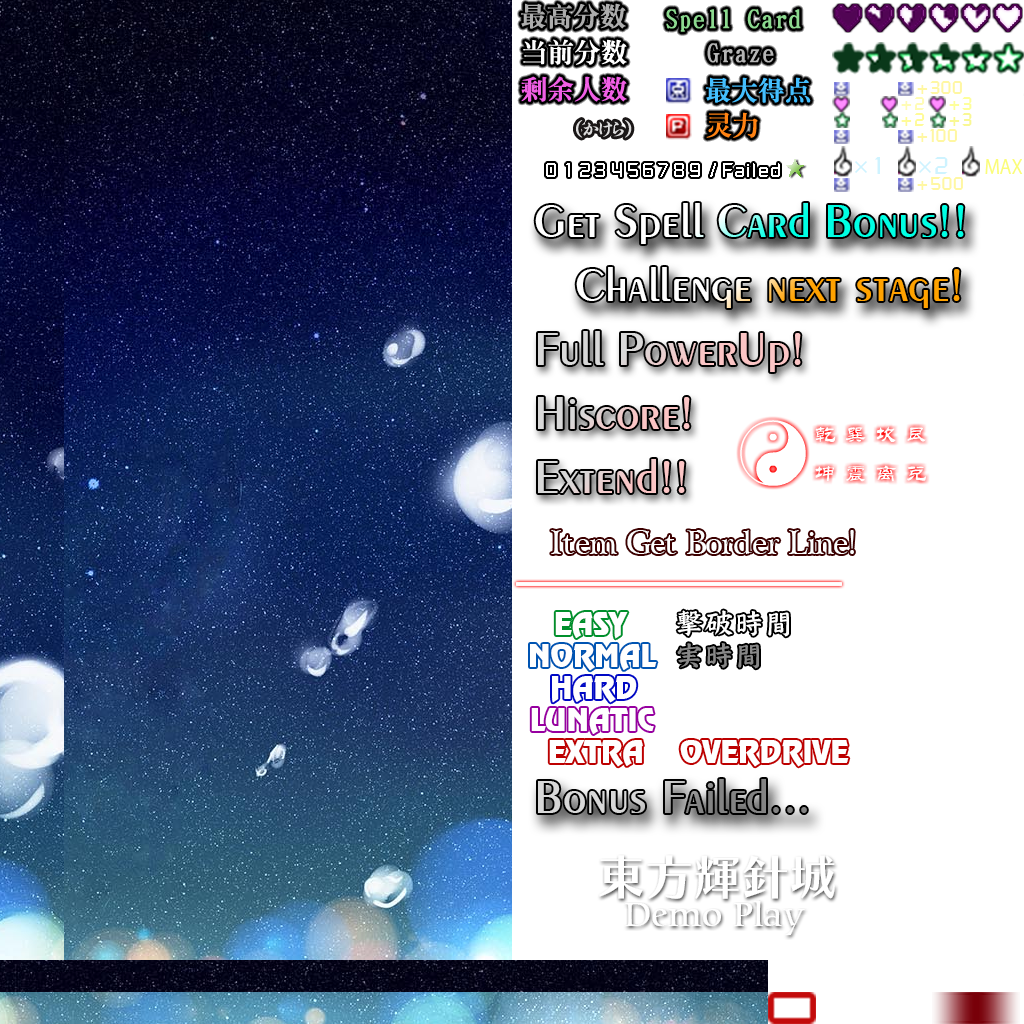 最高分数 Spell Card
当前分数 Graze
剩余人数 最大得点
(かけら) P 灵力
+300
+2 +3
+2 +3
+100
×1 ×2 MAX
+500
0123456789/Failed
Get Spell Card Bonus!!
Challenge next stage!
Full PowerUp!
Hiscore!
乾巽坎艮
坤震离兌
Extend!!
Item Get Border Line!
EASY 撃破時間
NORMAL 実時間
HARD
LUNATIC
EXTRA OVERDRIVE
Bonus Failed...
東方輝針城
Demo Play